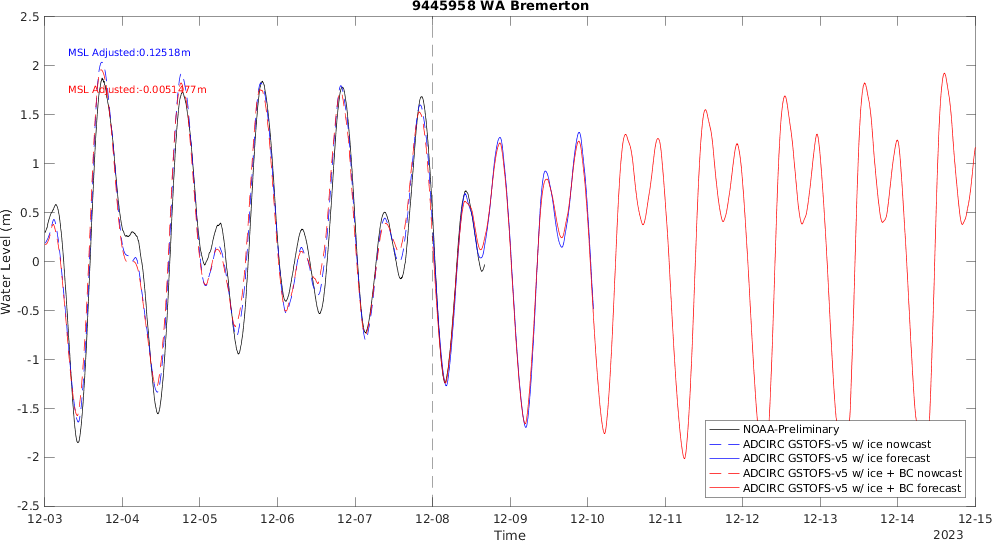 9445958 WA Bremerton
MSL Adjusted:0.12518m
MSL Adjusted:-0.0051477m
Water Level (m)
2.5
2
1.5
1
0.5
0
-0.5
-1
-1.5
-2
-2.5
NOAA-Preliminary
ADCIRC GSTOFS-v5 w/ ice nowcast
ADCIRC GSTOFS-v5 w/ ice forecast
ADCIRC GSTOFS-v5 w/ ice + BC nowcast
ADCIRC GSTOFS-v5 w/ ice + BC forecast
12-03 12-04 12-05 12-06 12-07 12-08 12-09 12-10 12-11 12-12 12-13 12-14 12-15
Time
2023